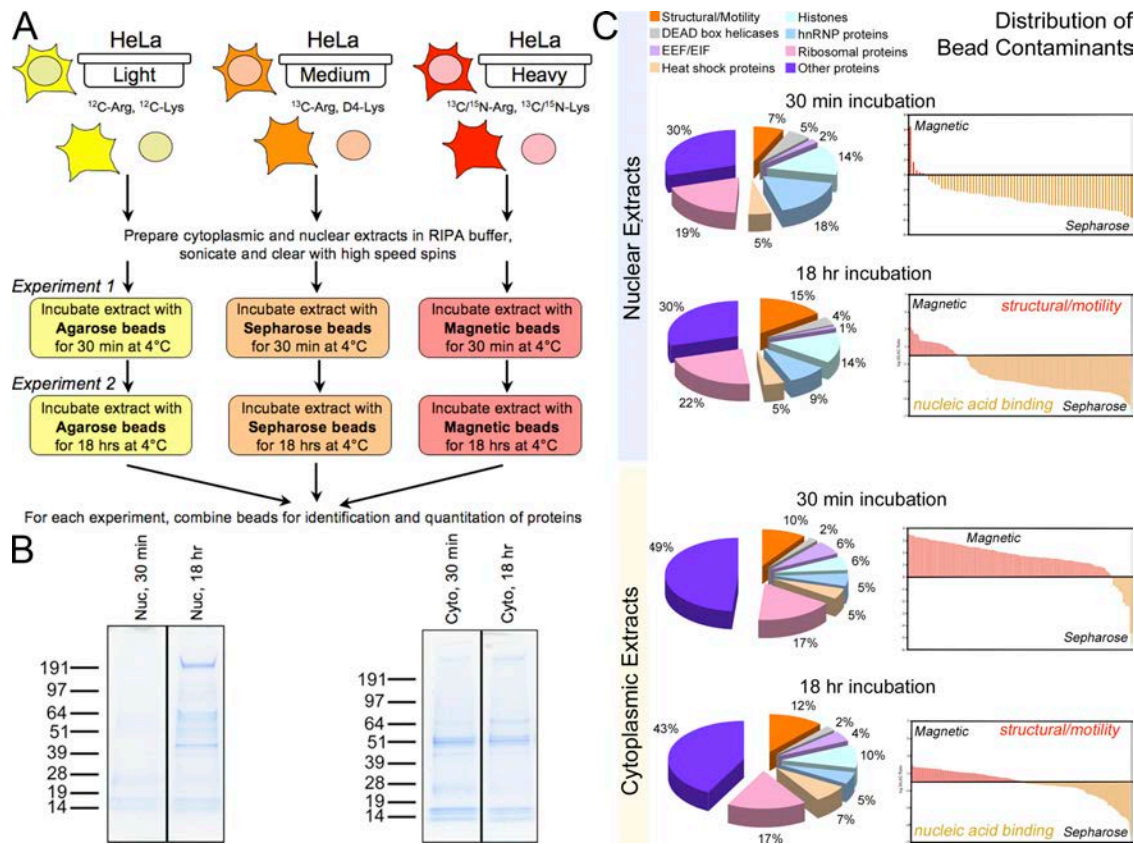 A
HeLa
Light
HeLa
Medium
HeLa
Heavy
¹²C-Arg, ¹²C-Lys
¹³C-Arg, D4-Lys
¹³C/¹⁵N-Arg, ¹³C/¹⁵N-Lys
Prepare cytoplasmic and nuclear extracts in RIPA buffer,
sonicate and clear with high speed spins
Experiment 1
Incubate extract with
Agarose beads
for 30 min at 4°C
Incubate extract with
Sepharose beads
for 30 min at 4°C
Incubate extract with
Magnetic beads
for 30 min at 4°C
Experiment 2
Incubate extract with
Agarose beads
for 18 hrs at 4°C
Incubate extract with
Sepharose beads
for 18 hrs at 4°C
Incubate extract with
Magnetic beads
for 18 hrs at 4°C
For each experiment, combine beads for identification and quantitation of proteins
B
Nuc, 30 min
Nuc, 18 hr
191
97
64
51
39
28
19
14
Cyto, 30 min
Cyto, 18 hr
191
97
64
51
39
28
19
14
C
Structural/Motility
DEAD box helicases
EEF/EIF
Heat shock proteins
Histones
hnRNP proteins
Ribosomal proteins
Other proteins
Distribution of
Bead Contaminants
Nuclear Extracts
30 min incubation
7%
5%
2%
14%
18%
5%
19%
30%
Magnetic
Sepharose
18 hr incubation
15%
4%
1%
14%
9%
5%
22%
30%
Magnetic
structural/motility
nucleic acid binding
Sepharose
Cytoplasmic Extracts
30 min incubation
10%
2%
6%
6%
5%
5%
17%
49%
Magnetic
Sepharose
18 hr incubation
12%
2%
4%
10%
5%
7%
17%
43%
Magnetic
structural/motility
nucleic acid binding
Sepharose